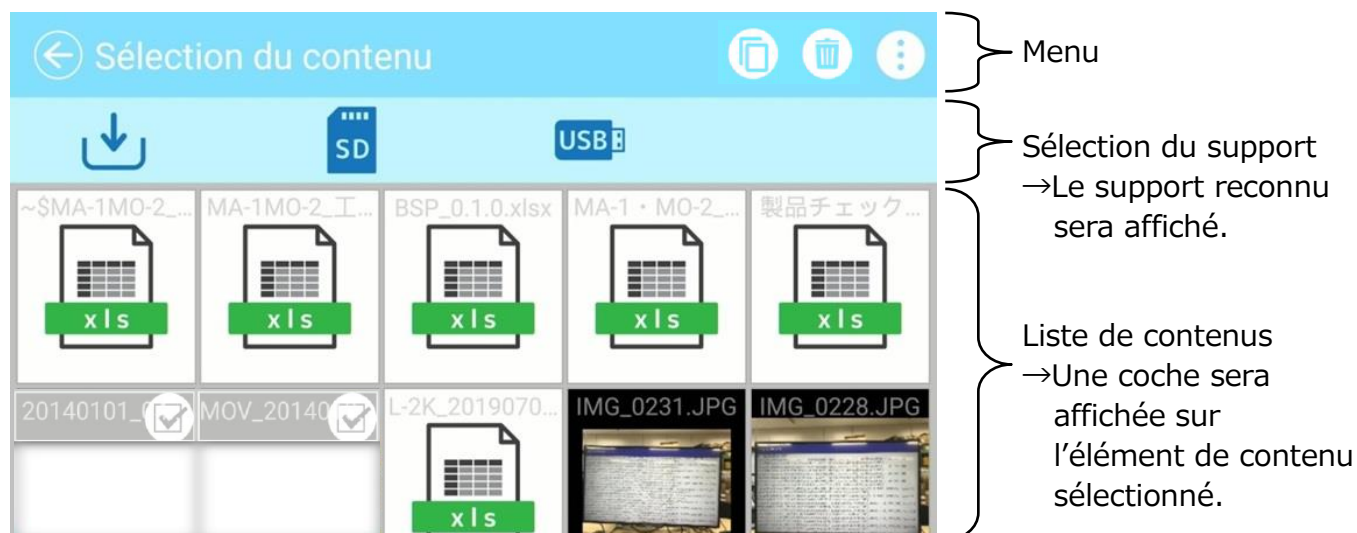 Sélection du contenu
Menu
SD
USB
Sélection du support
→Le support reconnu
sera affiché.
~$MA-1MO-2_...
MA-1MO-2_工...
BSP_0.1.0.xlsx
MA-1・MO-2_...
製品チェック...
xls
xls
xls
xls
xls
Liste de contenus
→Une coche sera
affichée sur
l’élément de contenu
sélectionné.
20140101_
MOV_20140
L-2K_2019070...
IMG_0231.JPG
IMG_0228.JPG
xls